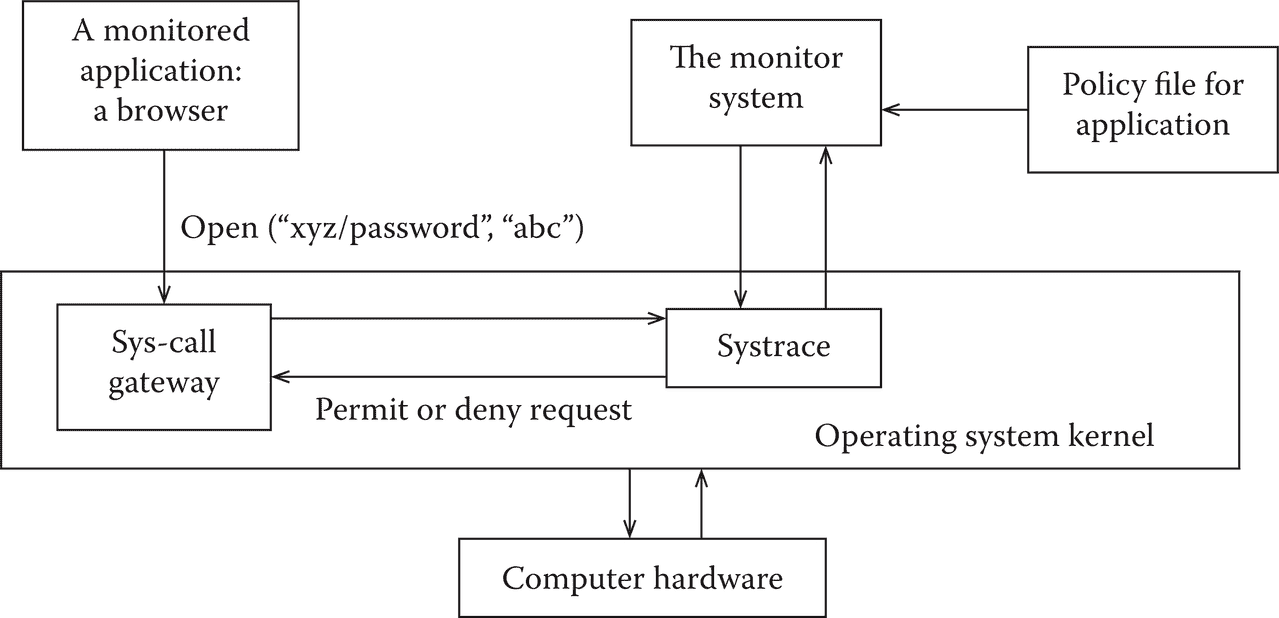 A monitored
application:
a browser
The monitor
system
Policy file for
application
Open (“xyz/password”, “abc”)
Sys-call
gateway
Systrace
Permit or deny request
Operating system kernel
Computer hardware